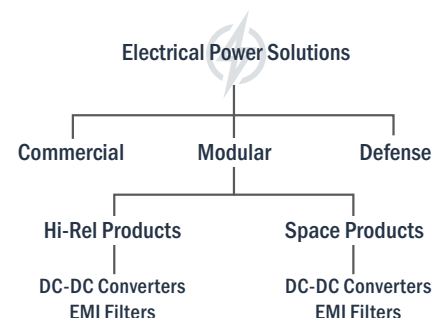 Electrical Power Solutions
Commercial Modular Defense
Hi-Rel Products Space Products
DC-DC Converters DC-DC Converters
EMI Filters EMI Filters